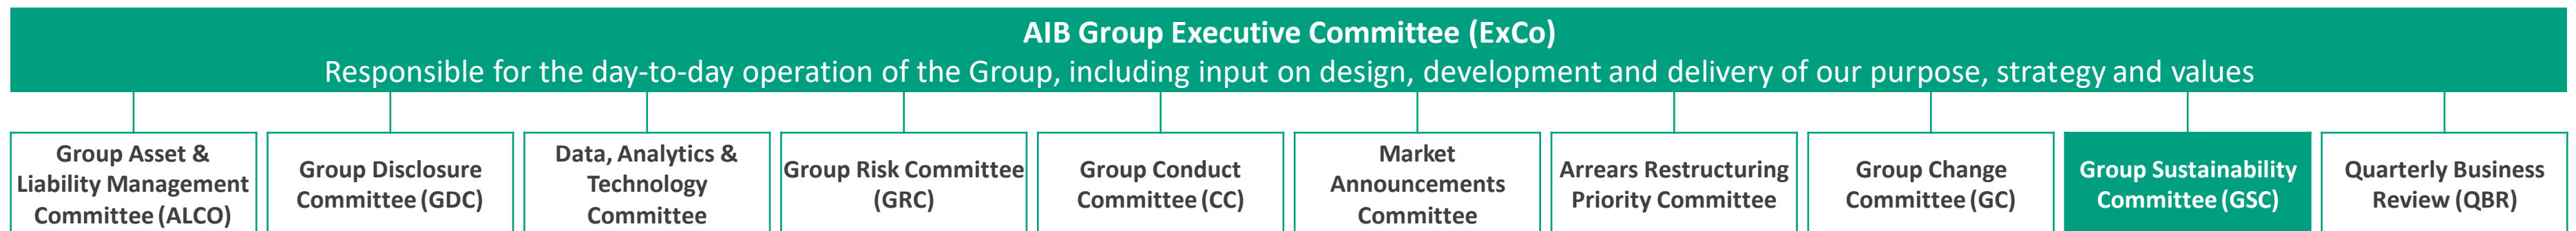 AIB Group Executive Committee (ExCo)
Responsible for the day-to-day operation of the Group, including input on design, development and delivery of our purpose, strategy and values
Group Asset &
Liability Management
Committee (ALCO)
Group Disclosure
Committee (GDC)
Data, Analytics &
Technology
Committee
Group Risk Committee
(GRC)
Group Conduct
Committee (CC)
Market
Announcements
Committee
Arrears Restructuring
Priority Committee
Group Change
Committee (GC)
Group Sustainability
Committee (GSC)
Quarterly Business
Review (QBR)